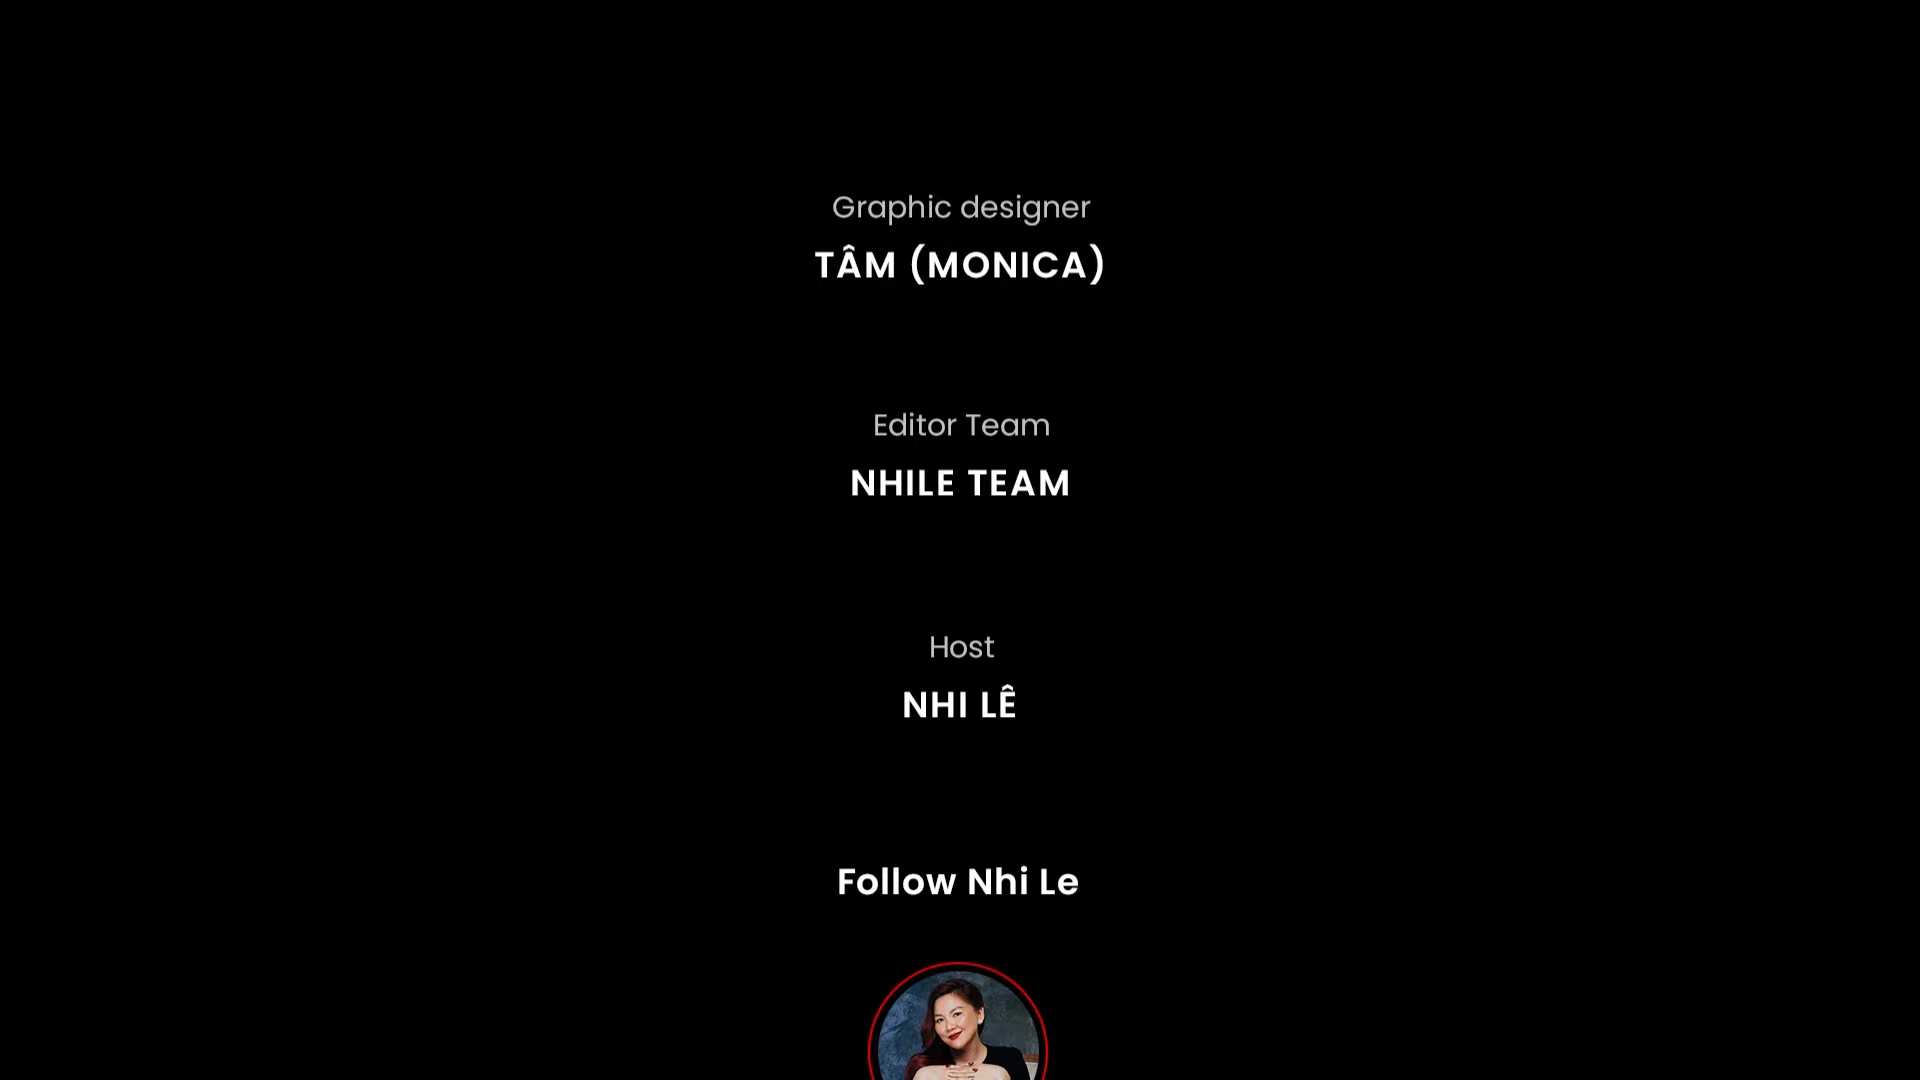 Graphic designer
TÂM (MONICA)
Editor Team
NHILE TEAM
Host
NHI LÊ
Follow Nhi Le